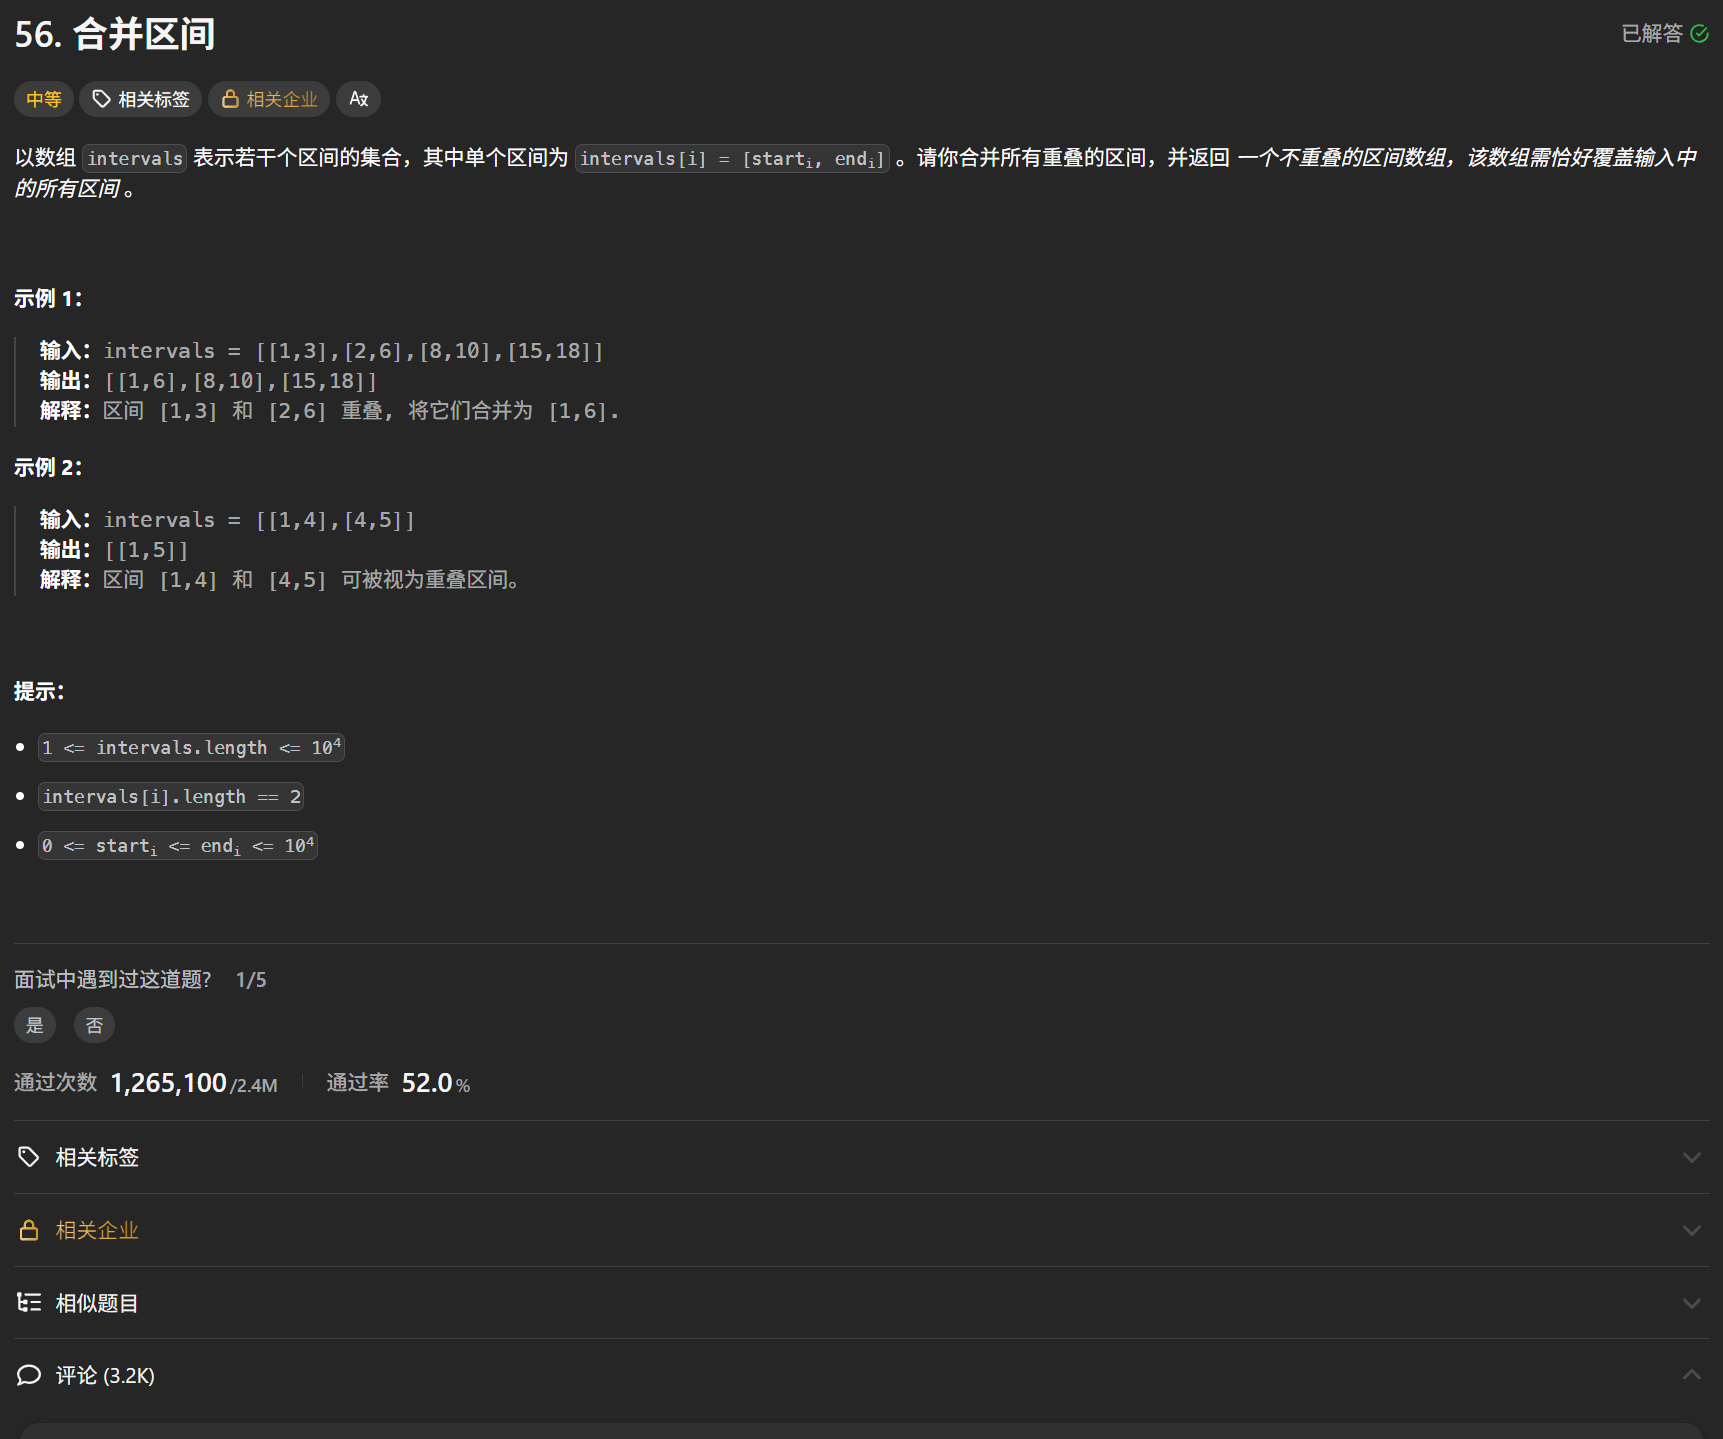 56. 合并区间
已解答
中等
相关标签
相关企业
以数组 intervals 表示若干个区间的集合，其中单个区间为 intervals[i] = [starti, endi] 。请你合并所有重叠的区间，并返回 一个不重叠的区间数组，该数组需恰好覆盖输入中
的所有区间 。
示例 1：
输入：intervals = [[1,3],[2,6],[8,10],[15,18]]
输出：[[1,6],[8,10],[15,18]]
解释：区间 [1,3] 和 [2,6] 重叠, 将它们合并为 [1,6].
示例 2：
输入：intervals = [[1,4],[4,5]]
输出：[[1,5]]
解释：区间 [1,4] 和 [4,5] 可被视为重叠区间。
提示：
1 <= intervals.length <= 10⁴
intervals[i].length == 2
0 <= starti <= endi <= 10⁴
面试中遇到过这道题? 1/5
是
否
通过次数 1,265,100/2.4M
通过率 52.0%
相关标签
相关企业
相似题目
评论 (3.2K)